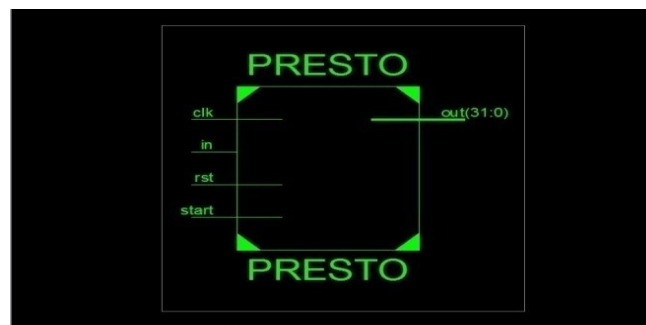 PRESTO
clk
out(31:0)
in
rst
start
PRESTO